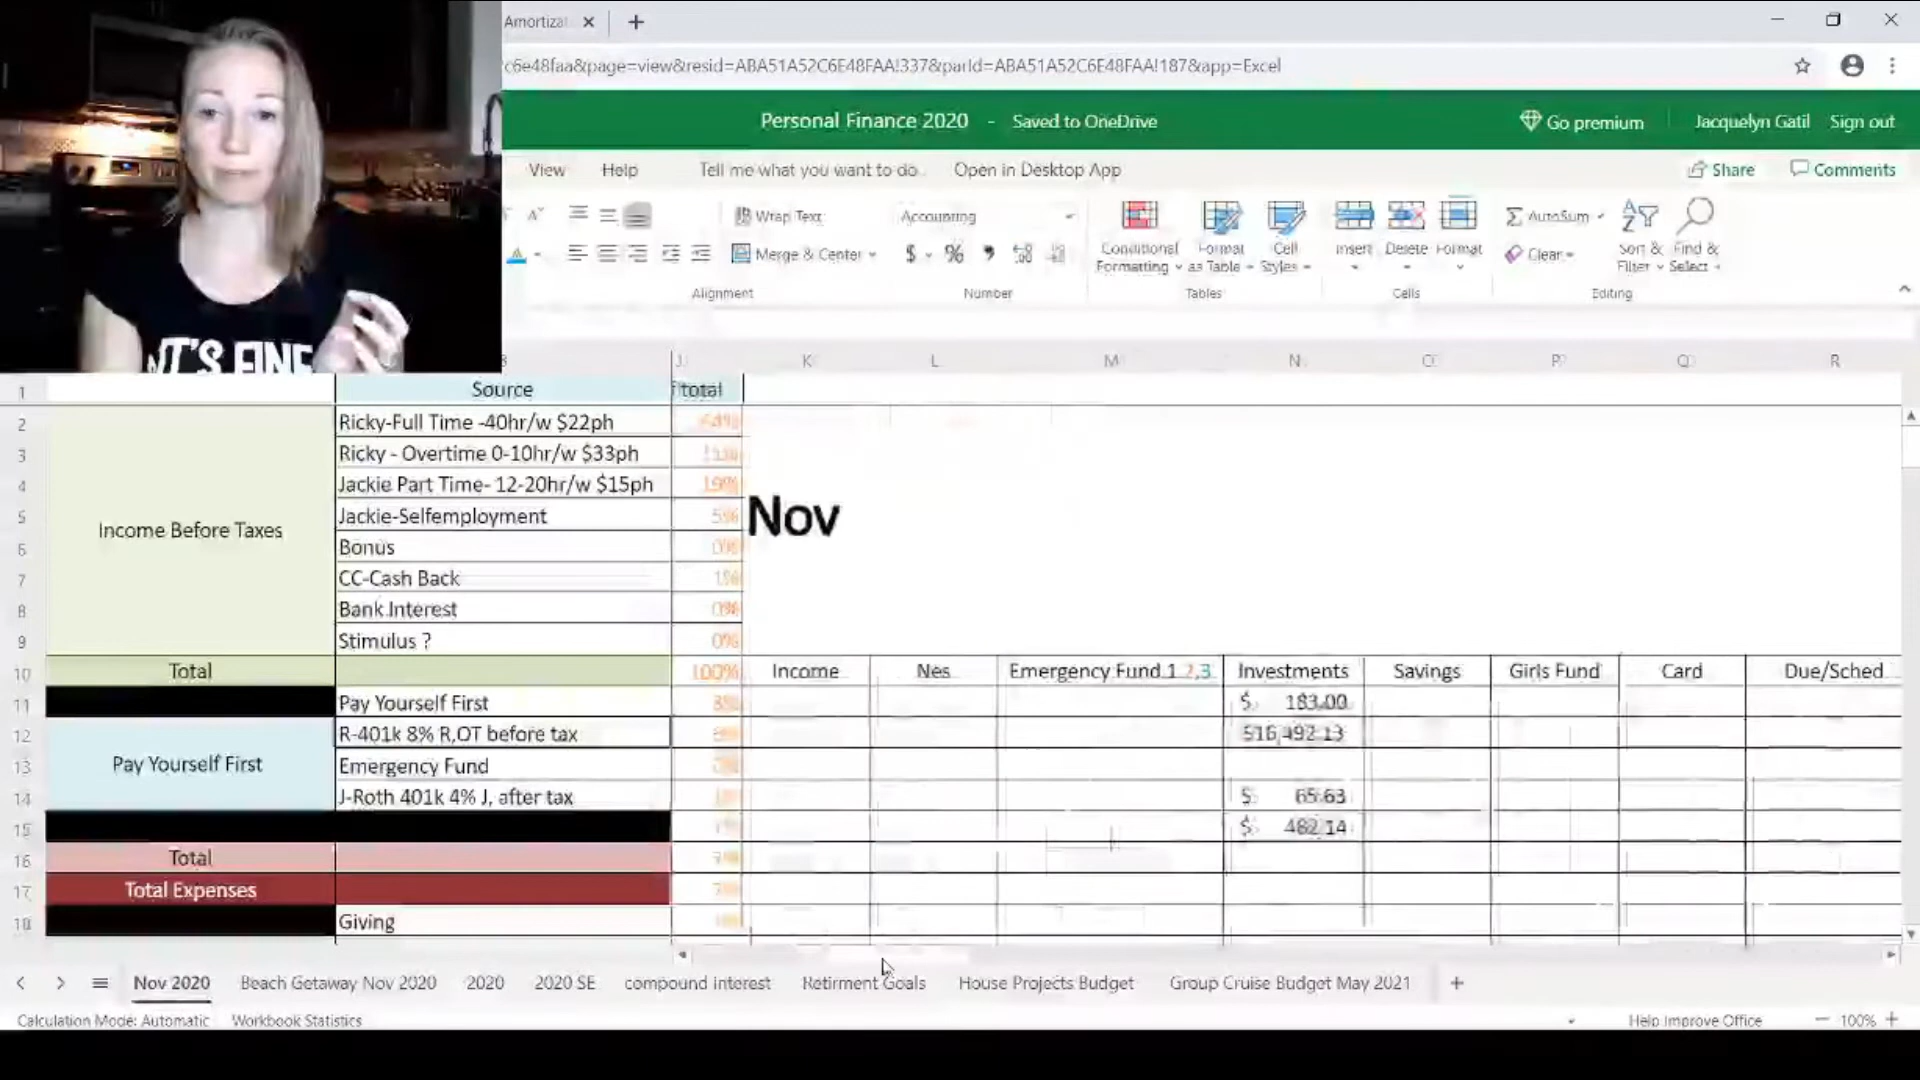 Amortiza
c6e48faa&page=view&resid=ABA51A52C6E48FAA!337&parId=ABA51A52C6E48FAA!187&app=Excel
Personal Finance 2020 - Saved to OneDrive
Go premium
Jacquelyn Gatil Sign out
View Help Tell me what you want to do Open in Desktop App
Share Comments
Wrap Text
Merge & Center
Alignment
Accounting
$ % 9
Number
Conditional Formatting
Format as Table
Cell Styles
Tables
Insert Delete Format
Cells
AutoSum
Clear
Sort & Filter
Find & Select
Editing
IT'S FINE
J K L M N O P Q R
1 Source total
2 Ricky-Full Time -40hr/w $22ph
3 Ricky - Overtime 0-10hr/w $33ph
4 Jackie Part Time- 12-20hr/w $15ph 19%
5 Income Before Taxes Jackie-Selfemployment 5% Nov
6 Bonus 0%
7 CC-Cash Back 1%
8 Bank Interest 0%
9 Stimulus ? 0%
10 Total 100% Income Nes Emergency Fund 1 2,3 Investments Savings Girls Fund Card Due/Sched
11 Pay Yourself First $ 183.00
12 R-401k 8% R,OT before tax 516,492.13
13 Pay Yourself First Emergency Fund
14 J-Roth 401k 4% J, after tax $ 65.63
15 $ 482.14
16 Total
17 Total Expenses
18 Giving
Nov 2020 Beach Getaway Nov 2020 2020 2020 SE compound interest Retirment Goals House Projects Budget Group Cruise Budget May 2021
Calculation Mode: Automatic Workbook Statistics
Help Improve Office 100%